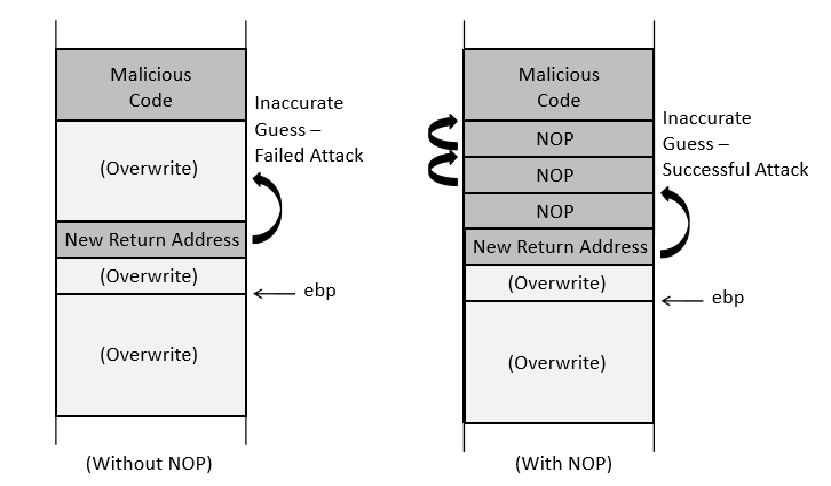 Malicious
Code
Inaccurate
Guess –
Failed Attack
(Overwrite)
New Return Address
(Overwrite)
ebp
(Overwrite)
(Without NOP)
Malicious
Code
NOP
Inaccurate
Guess –
Successful Attack
NOP
NOP
New Return Address
(Overwrite)
ebp
(Overwrite)
(With NOP)